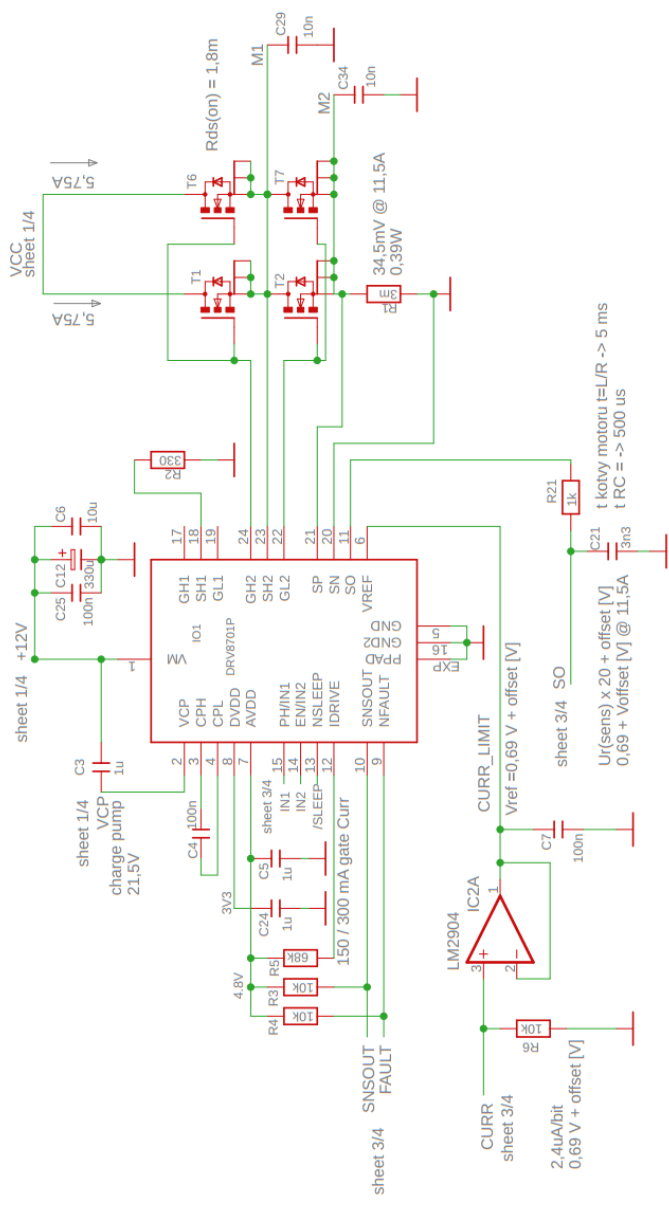 sheet 1/4 +12V
sheet 1/4
VCP
charge pump
21,5V
C3
1u
C25
100n
C12
330u
+
C6
10u
VCC
sheet 1/4
5,75A
5,75A
SNSOUT
FAULT
sheet 3/4
4.8V
3V3
R4
10k
R3
10k
R5
68k
C24
1u
C5
1u
C4
100n
150 / 300 mA gate Curr
sheet 3/4
IN1
IN2
/SLEEP
2
3
4
8
7
15
14
13
12
10
9
1
VM
VCP
CPH
CPL
DVDD
AVDD
PH/IN1
EN/IN2
NSLEEP
IDRIVE
SNSOUT
NFAULT
IO1
DRV8701P
GH1
SH1
GL1
GH2
SH2
GL2
SP
SN
SO
VREF
GND
GND2
PPAD
5
16
EXP
17
18
19
24
23
22
21
20
11
6
R2
330
T1
T6
Rds(on) = 1,8m
T2
T7
M1
C29
10n
M2
C34
10n
R1
3m
34,5mV @ 11,5A
0,39W
CURR
sheet 3/4
2,4uA/bit
0,69 V + offset [V]
R6
10k
LM2904
IC2A
3
2
1
+
-
CURR_LIMIT
Vref =0,69 V + offset [V]
C7
100n
sheet 3/4 SO
R21
1k
C21
3n3
t kotvy motoru t=L/R -> 5 ms
t RC = -> 500 us
Ur(sens) x 20 + offset [V]
0,69 + Voffset [V] @ 11,5A